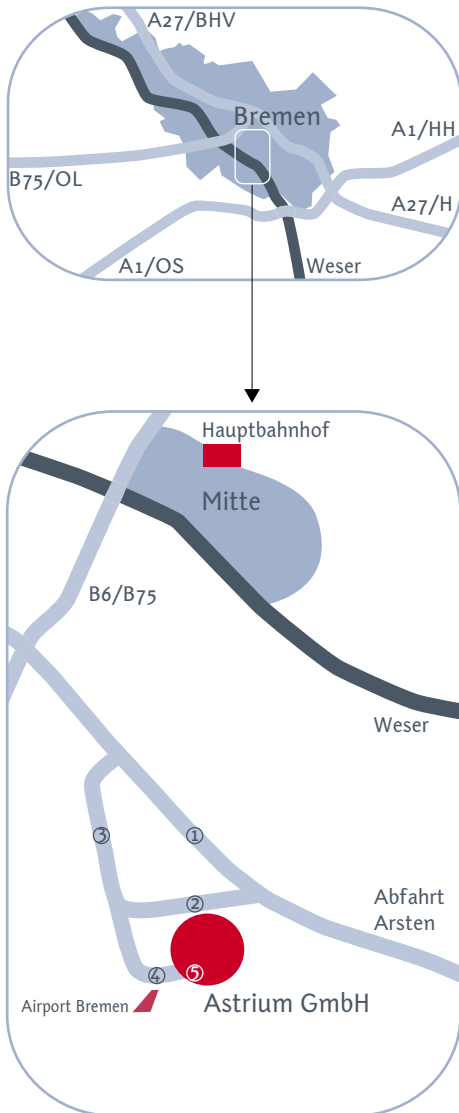 A27/BHV
Bremen
A1/HH
B75/OL
A27/H
A1/OS
Weser
Hauptbahnhof
Mitte
B6/B75
Weser
③
①
②
Abfahrt
Arsten
④
⑤
Airport Bremen
Astrium GmbH